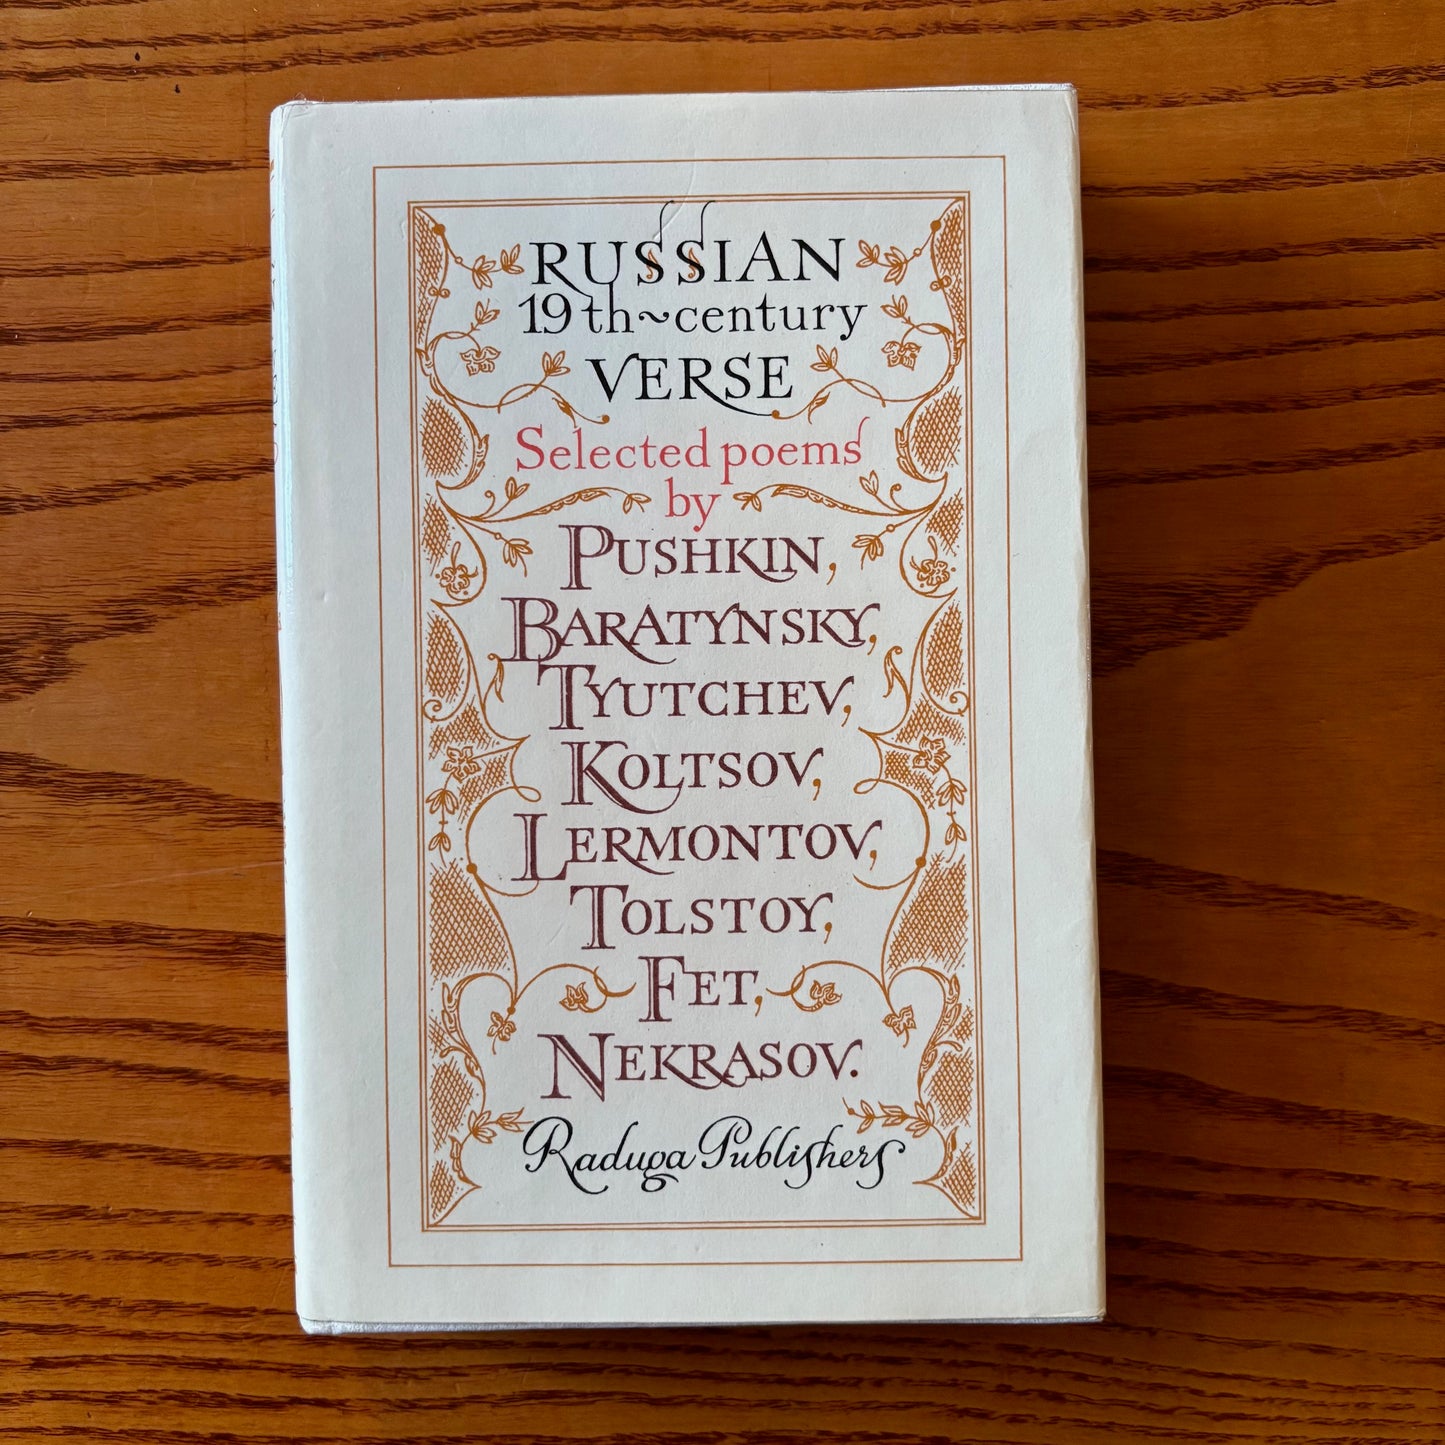 RUSSIAN
19th~century
VERSE
Selected poems
by
PUSHKIN,
BARATYNSKY,
TYUTCHEV,
KOLTSOV,
LERMONTOV,
TOLSTOY,
FET,
NEKRASOV.
Raduga Publishers